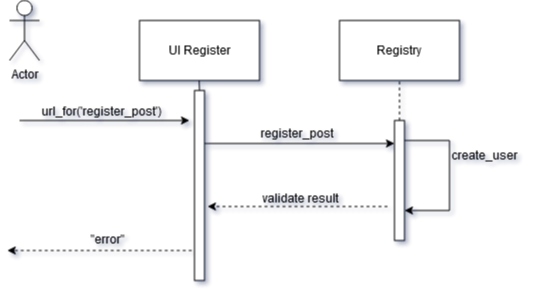 UI Register
Registry
Actor
url_for('register_post')
register_post
create_user
validate result
"error"